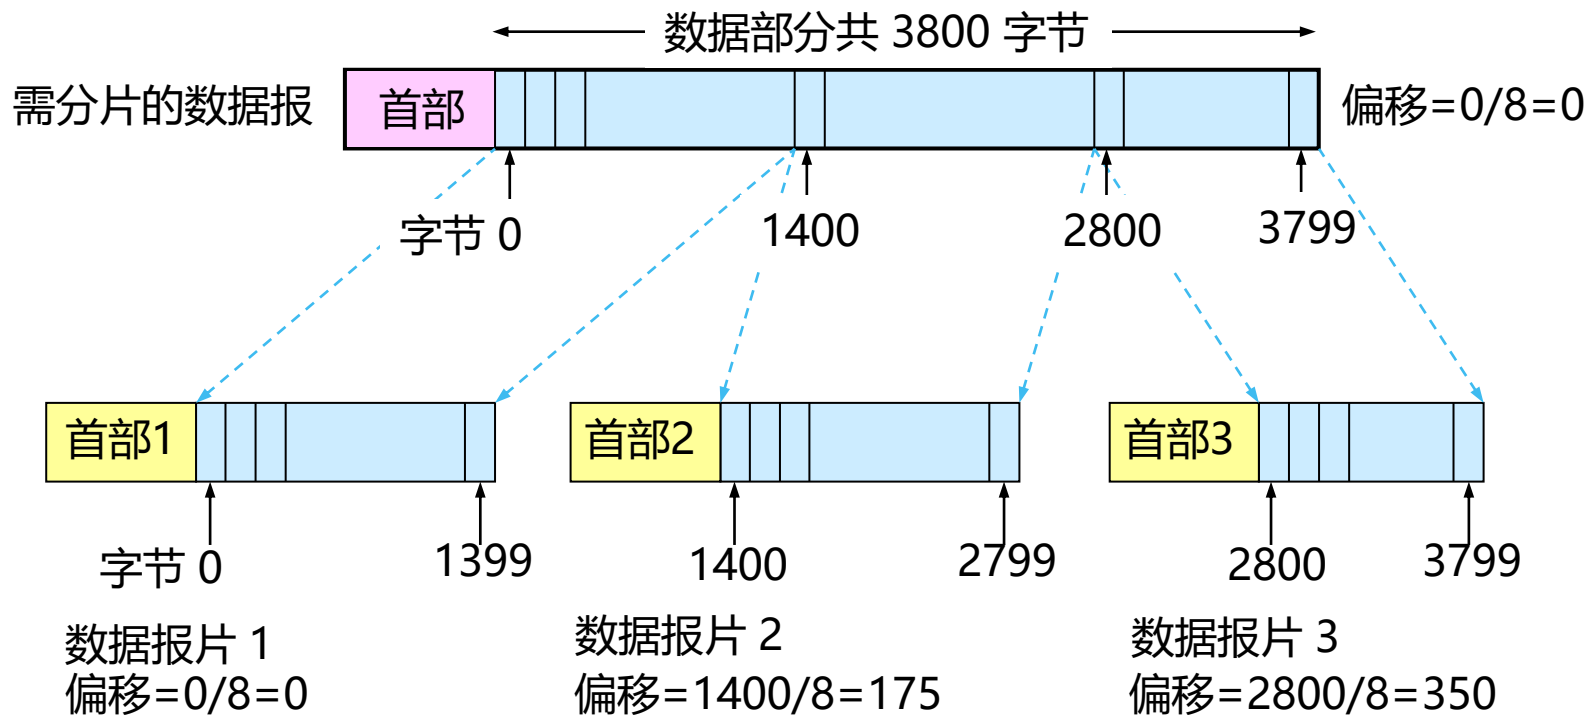 数据部分共 3800 字节
需分片的数据报
首部
偏移=0/8=0
字节 0
1400
2800
3799
首部1
首部2
首部3
字节 0
1399
1400
2799
2800
3799
数据报片 1
偏移=0/8=0
数据报片 2
偏移=1400/8=175
数据报片 3
偏移=2800/8=350